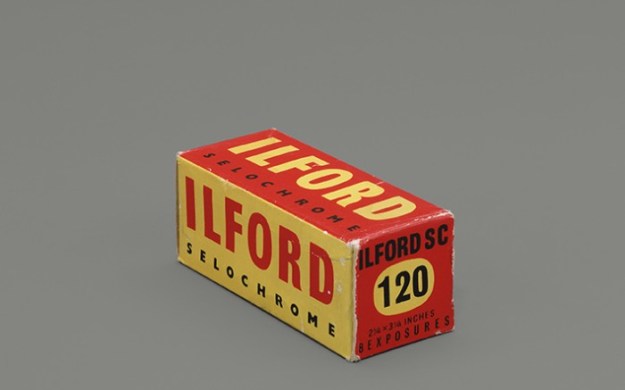 ILFORD
SELOCHROME
ILFORD
SELOCHROME
ILFORD SC
120
2¼ × 3¼ INCHES
8 EXPOSURES